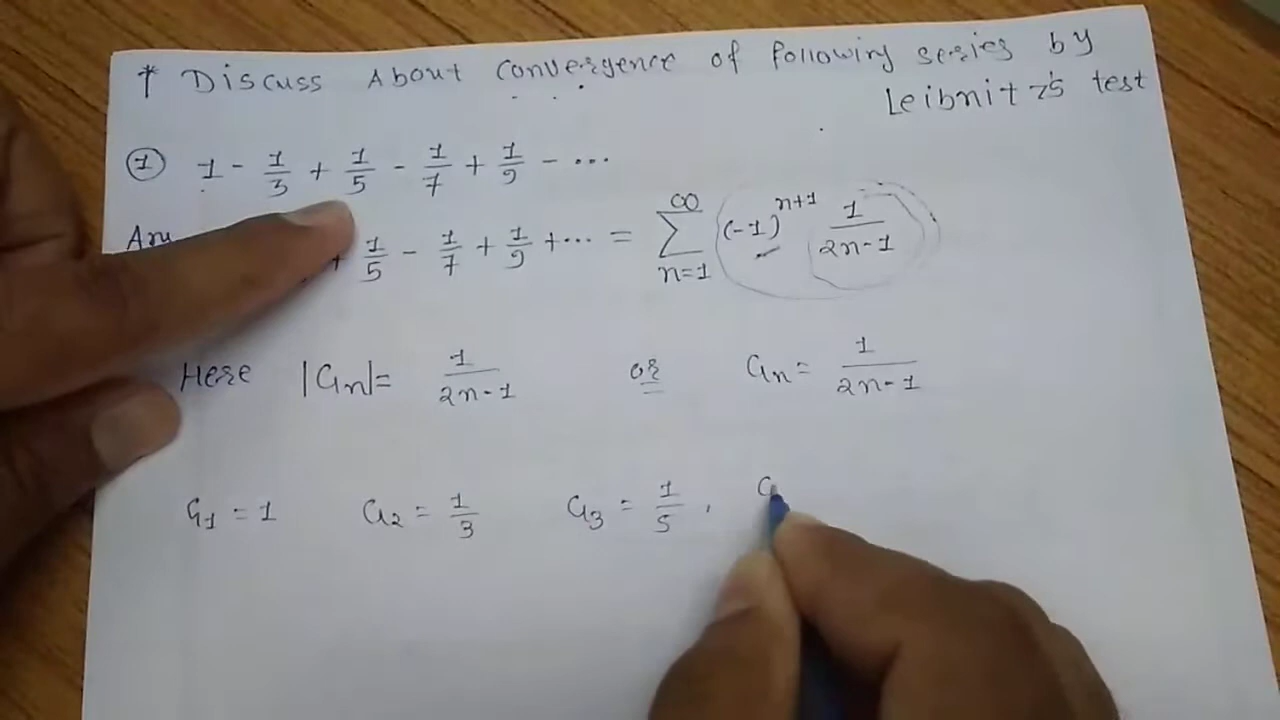 * Discuss About convergence of following series by
Leibnitz's test
① 1 - 1/3 + 1/5 - 1/7 + 1/9 - ...
Ans + 1/5 - 1/7 + 1/9 + ... = ∑_{n=1}^{∞} (-1)^{n+1} 1/(2n-1)
Here |an| = 1/(2n-1) or an = 1/(2n-1)
a1 = 1 a2 = 1/3 a3 = 1/5 , a